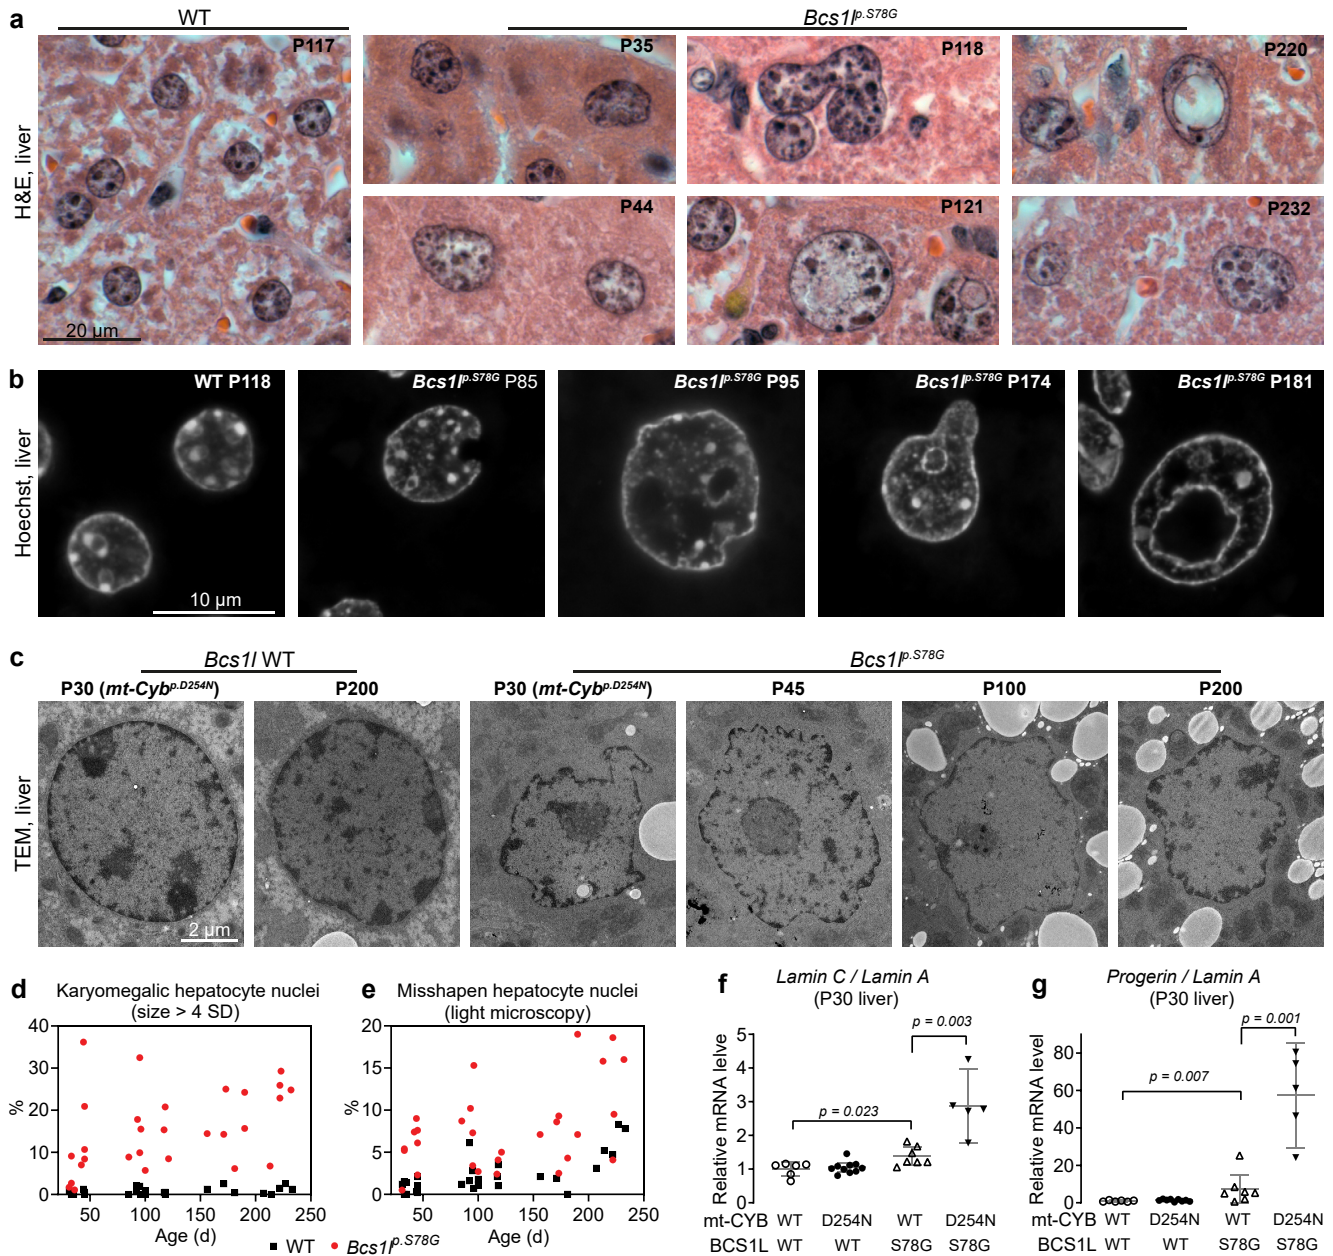 a
WT
Bcs1l^p.S78G
H&E, liver
P117
P35
P118
P220
P44
P121
P232
20 µm
b
Hoechst, liver
WT P118
Bcs1l^p.S78G P85
Bcs1l^p.S78G P95
Bcs1l^p.S78G P174
Bcs1l^p.S78G P181
10 µm
c
Bcs1l WT
Bcs1l^p.S78G
P30 (mt-Cyb^p.D254N)
P200
P30 (mt-Cyb^p.D254N)
P45
P100
P200
TEM, liver
2 µm
d
Karyomegalic hepatocyte nuclei
(size > 4 SD)
%
40
30
20
10
0
50 100 150 200 250
Age (d)
e
Misshapen hepatocyte nuclei
(light microscopy)
%
20
15
10
5
0
50 100 150 200 250
Age (d)
WT
Bcs1l^p.S78G
f
Lamin C / Lamin A
(P30 liver)
Relative mRNA lelve
5
4
3
2
1
0
p = 0.023
p = 0.003
mt-CYB WT D254N WT D254N
BCS1L WT WT S78G S78G
g
Progerin / Lamin A
(P30 liver)
Relative mRNA level
80
60
40
20
0
p = 0.007
p = 0.001
WT D254N WT D254N
WT WT S78G S78G